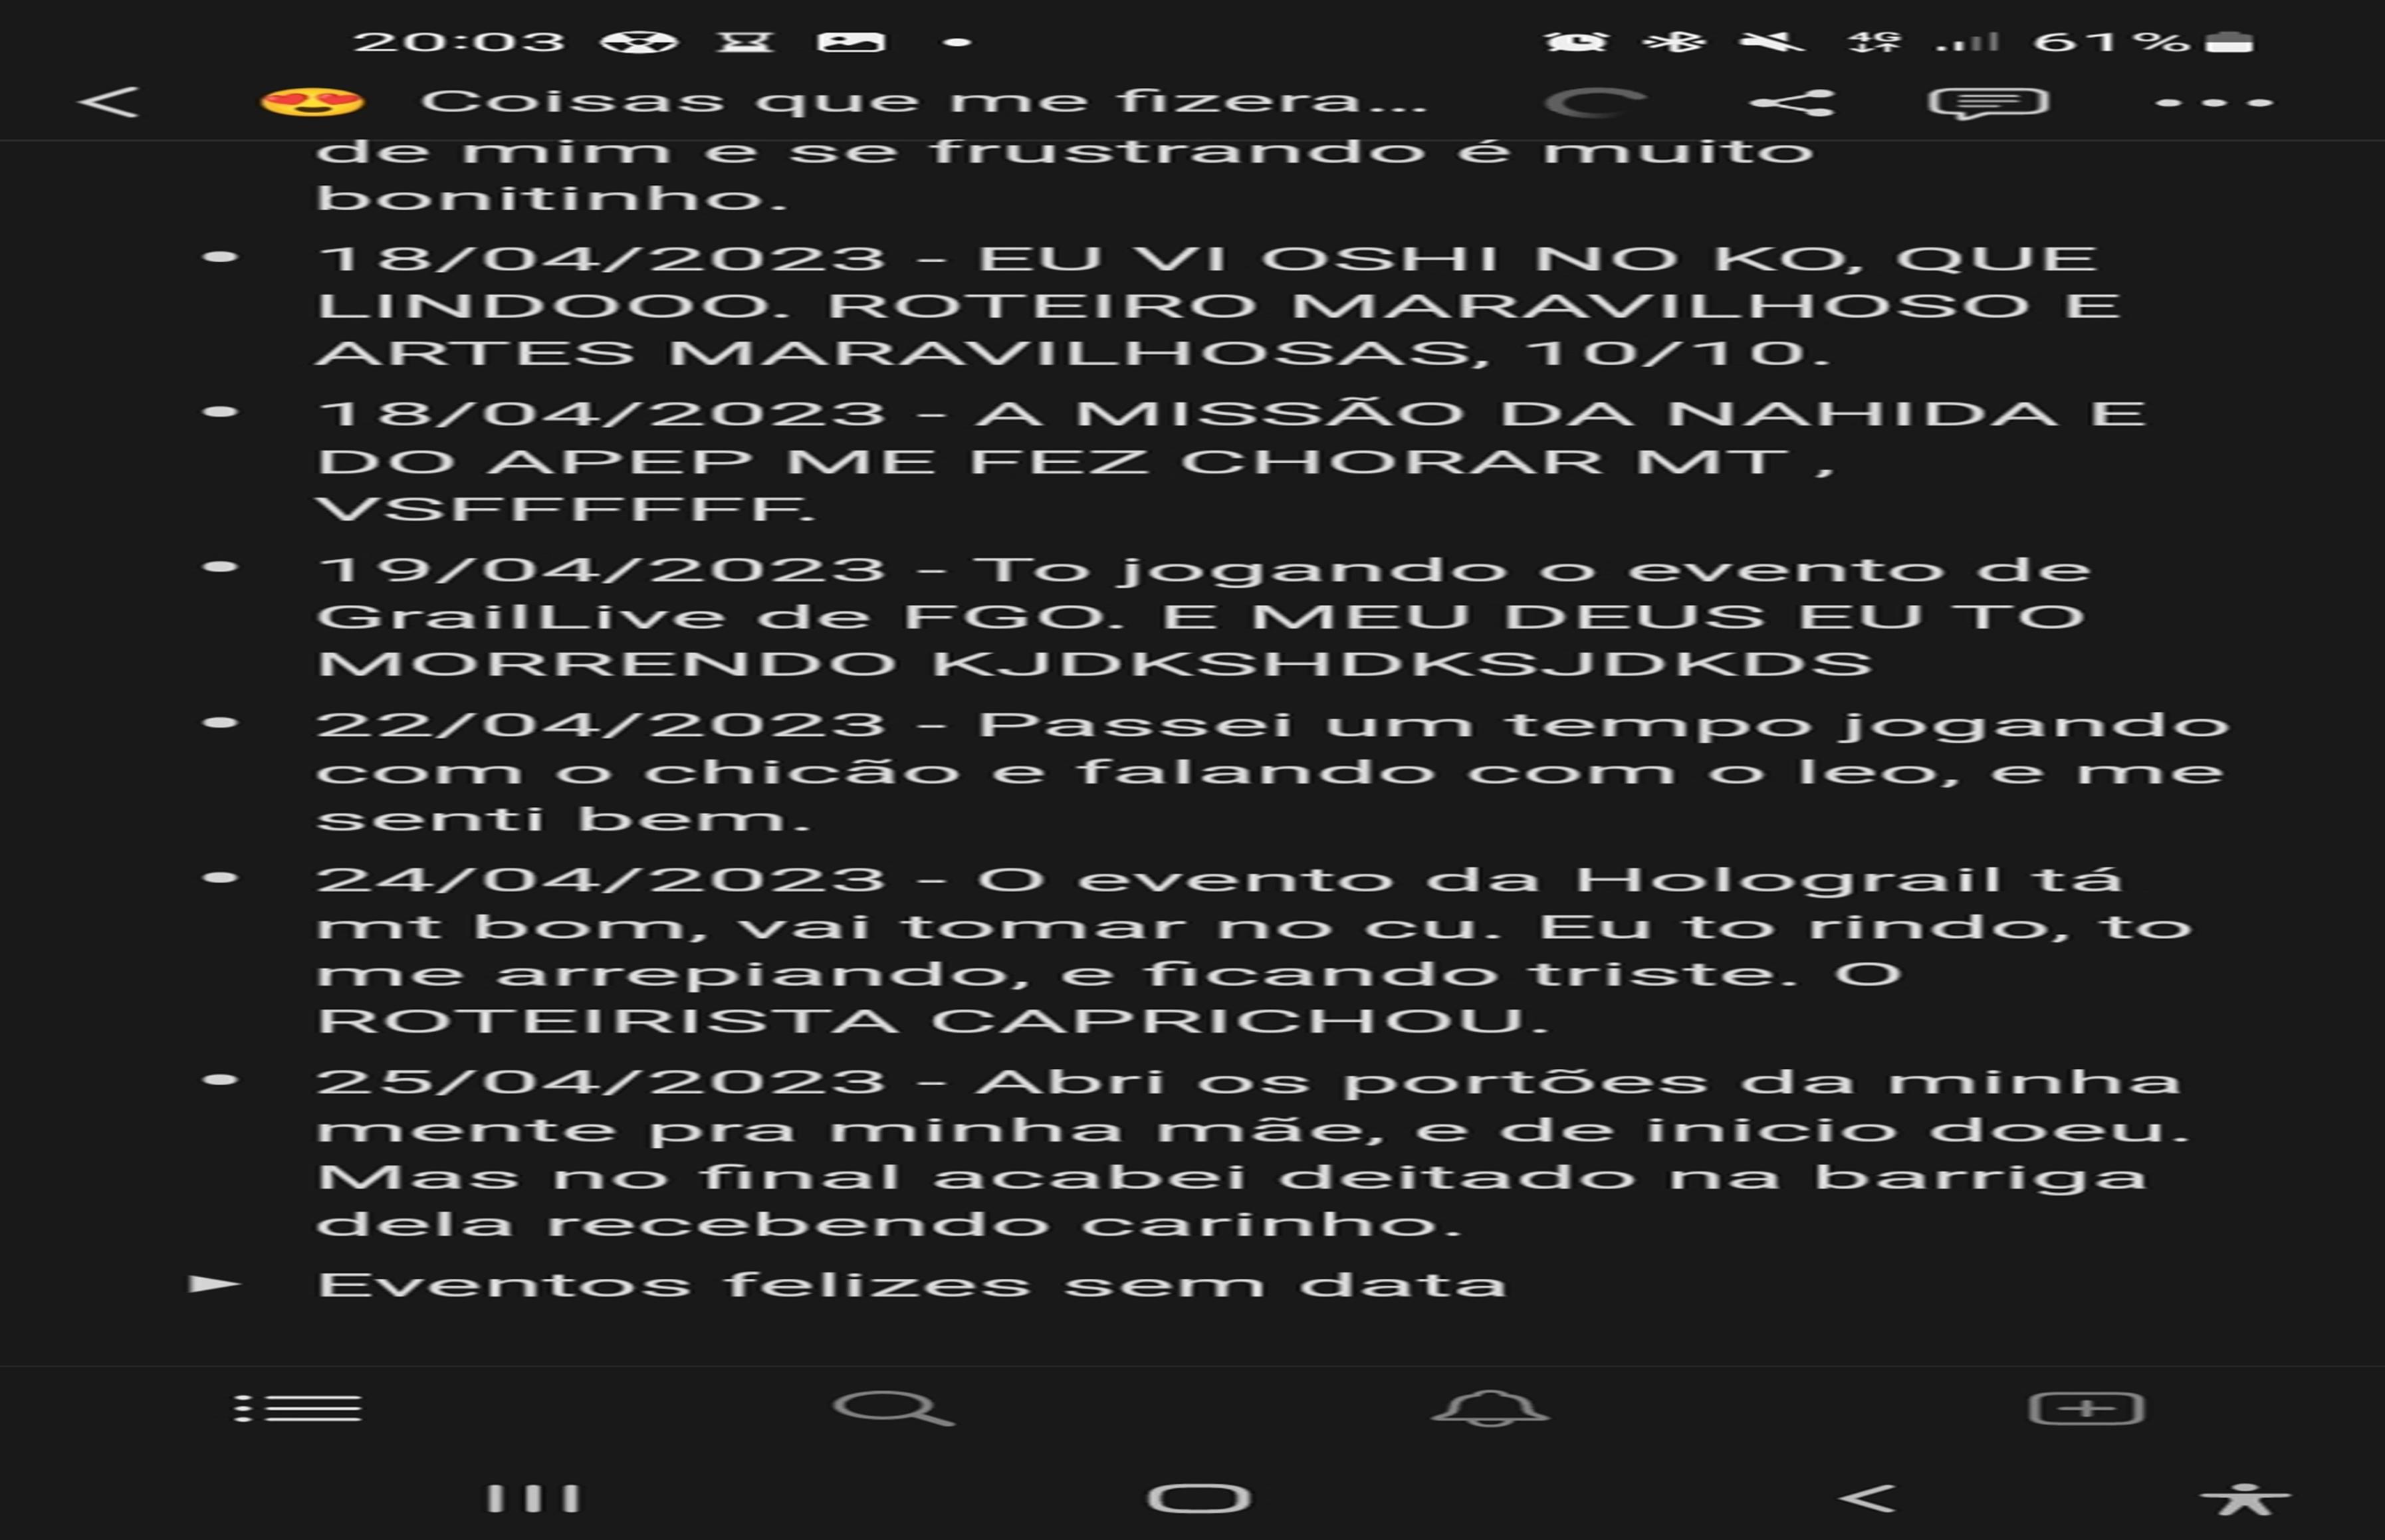 20:03 4G 61%
Coisas que me fizera...
de mim e se frustrando é muito
bonitinho.
• 18/04/2023 - EU VI OSHI NO KO, QUE
LINDOOO. ROTEIRO MARAVILHOSO E
ARTES MARAVILHOSAS, 10/10.
• 18/04/2023 - A MISSÃO DA NAHIDA E
DO APEP ME FEZ CHORAR MT ,
VSFFFFFF.
• 19/04/2023 - To jogando o evento de
GrailLive de FGO. E MEU DEUS EU TO
MORRENDO KJDKSHDKSJDKDS
• 22/04/2023 - Passei um tempo jogando
com o chicão e falando com o leo, e me
senti bem.
• 24/04/2023 - O evento da Holograil tá
mt bom, vai tomar no cu. Eu to rindo, to
me arrepiando, e ficando triste. O
ROTEIRISTA CAPRICHOU.
• 25/04/2023 - Abri os portões da minha
mente pra minha mãe, e de inicio doeu.
Mas no final acabei deitado na barriga
dela recebendo carinho.
Eventos felizes sem data